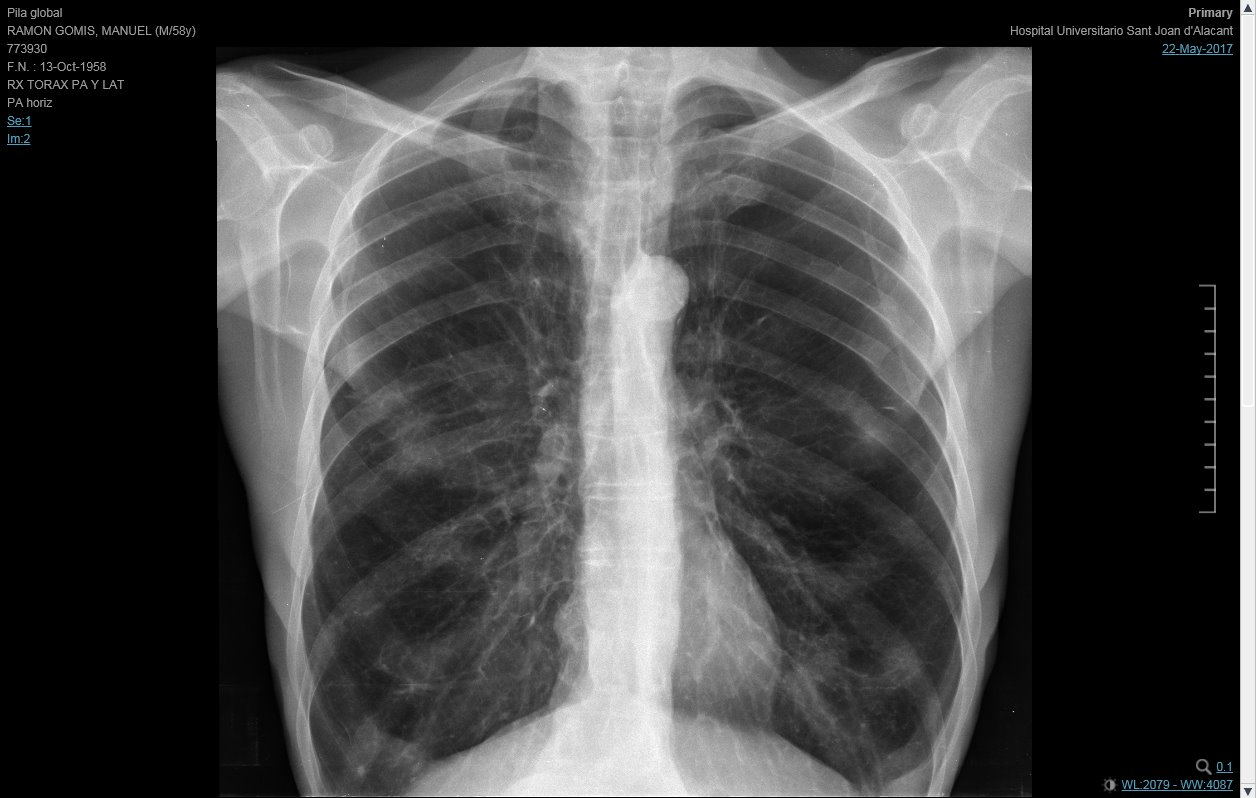 Pila global
RAMON GOMIS, MANUEL (M/58y)
773930
F.N. : 13-Oct-1958
RX TORAX PA Y LAT
PA horiz
Se:1
Im:2
Primary
Hospital Universitario Sant Joan d'Alacant
22-May-2017
0.1
WL:2079 - WW:4087